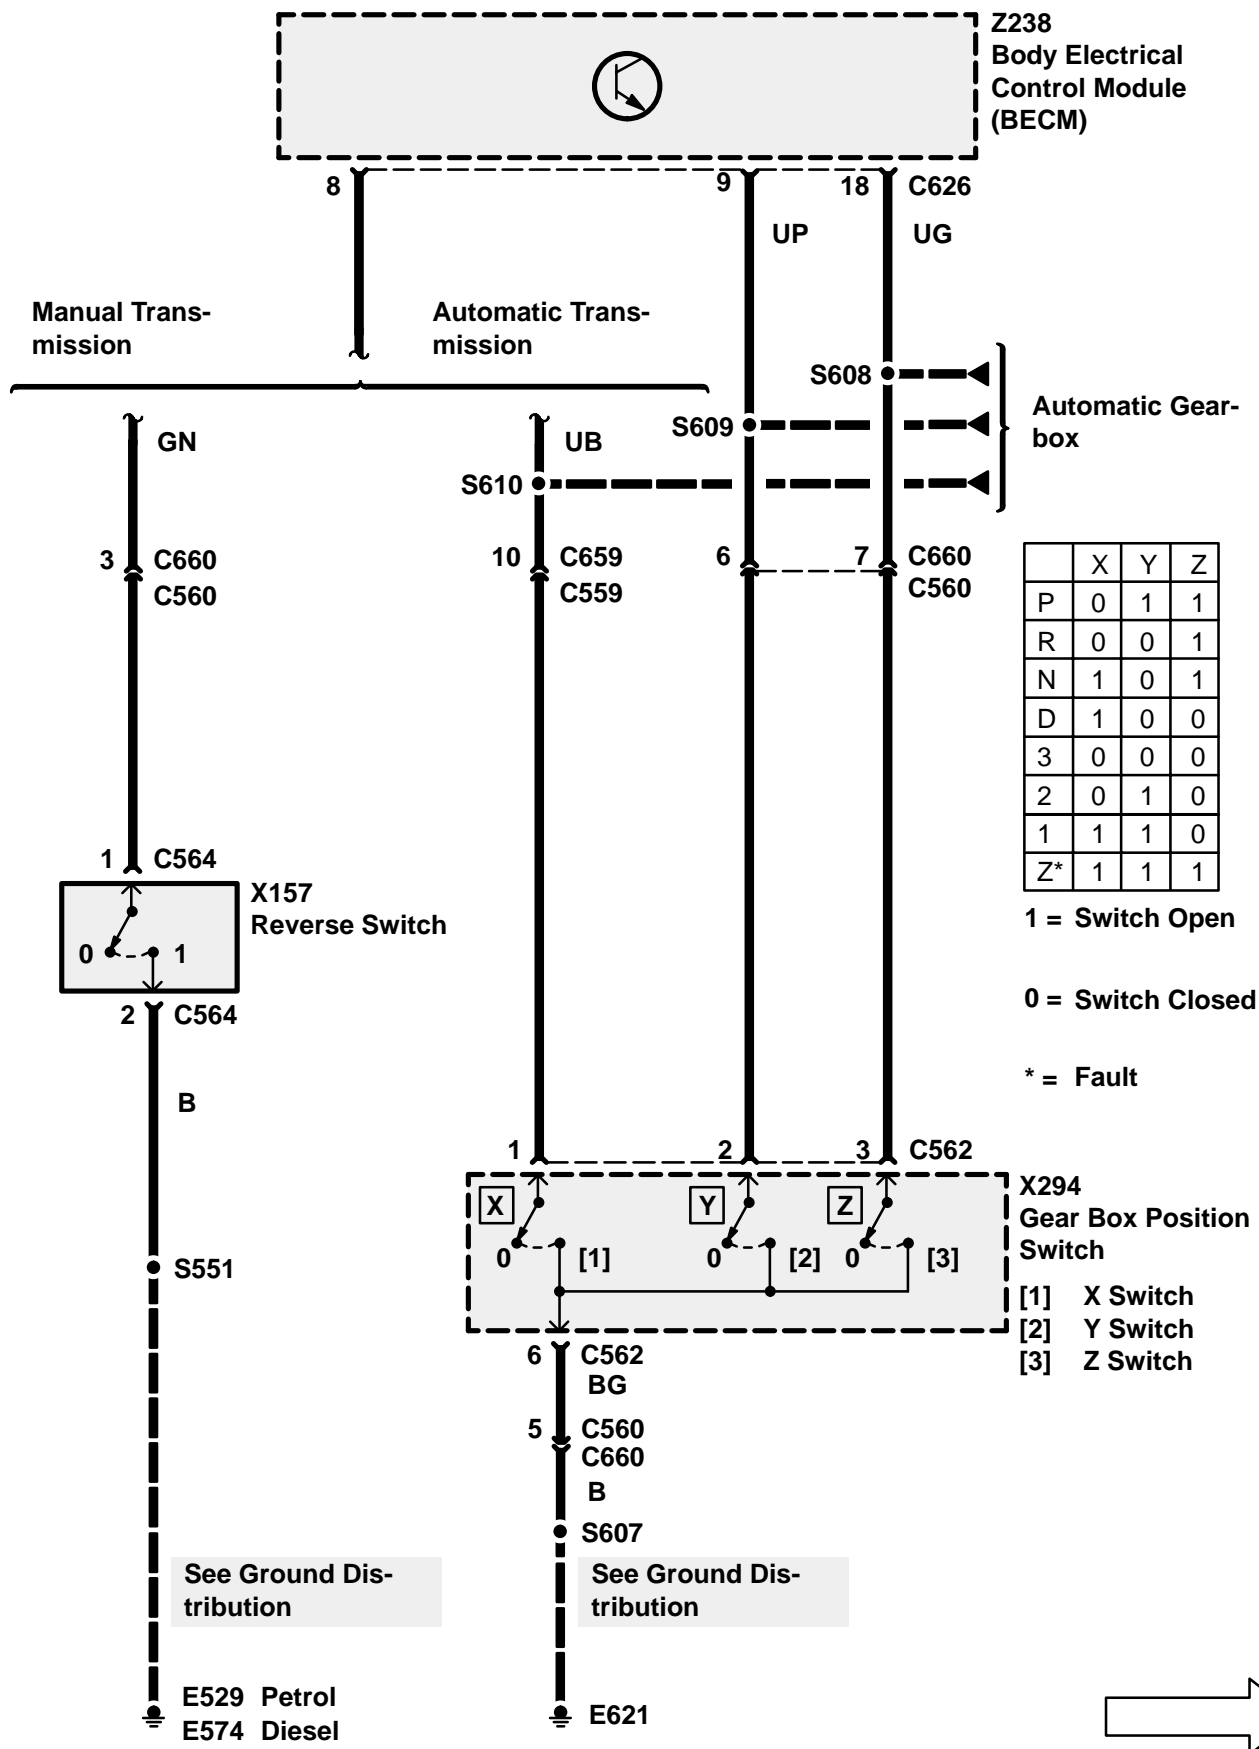 Z238
Body Electrical
Control Module
(BECM)
8
9
18 C626
UP
UG
Manual Trans-
mission
Automatic Trans-
mission
S608
S609
S610
Automatic Gear-
box
GN
UB
3 C660
C560
10 C659
C559
6
7 C660
C560
X Y Z
P 0 1 1
R 0 0 1
N 1 0 1
D 1 0 0
3 0 0 0
2 0 1 0
1 1 1 0
Z* 1 1 1
1 = Switch Open
0 = Switch Closed
* = Fault
1 C564
X157
Reverse Switch
0 1
2 C564
B
S551
1
2
3 C562
X Y Z
0 [1] 0 [2] 0 [3]
X294
Gear Box Position
Switch
[1] X Switch
[2] Y Switch
[3] Z Switch
6 C562
BG
5 C560
C660
B
S607
See Ground Dis-
tribution
See Ground Dis-
tribution
E529 Petrol
E574 Diesel
E621